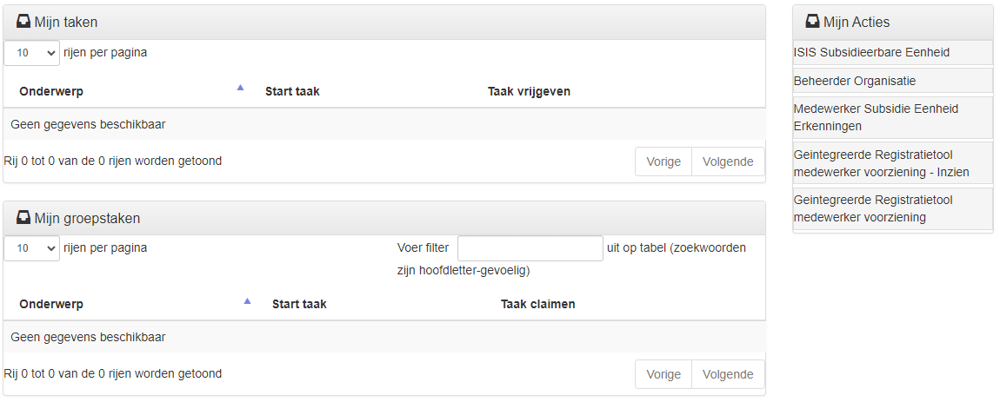 Mijn taken
10 rijen per pagina
Onderwerp Start taak Taak vrijgeven
Geen gegevens beschikbaar
Rij 0 tot 0 van de 0 rijen worden getoond Vorige Volgende
Mijn groepstaken
10 rijen per pagina Voer filter uit op tabel (zoekwoorden
zijn hoofdletter-gevoelig)
Onderwerp Start taak Taak claimen
Geen gegevens beschikbaar
Rij 0 tot 0 van de 0 rijen worden getoond Vorige Volgende
Mijn Acties
ISIS Subsidieerbare Eenheid
Beheerder Organisatie
Medewerker Subsidie Eenheid
Erkenningen
Geintegreerde Registratietool
medewerker voorziening - Inzien
Geintegreerde Registratietool
medewerker voorziening